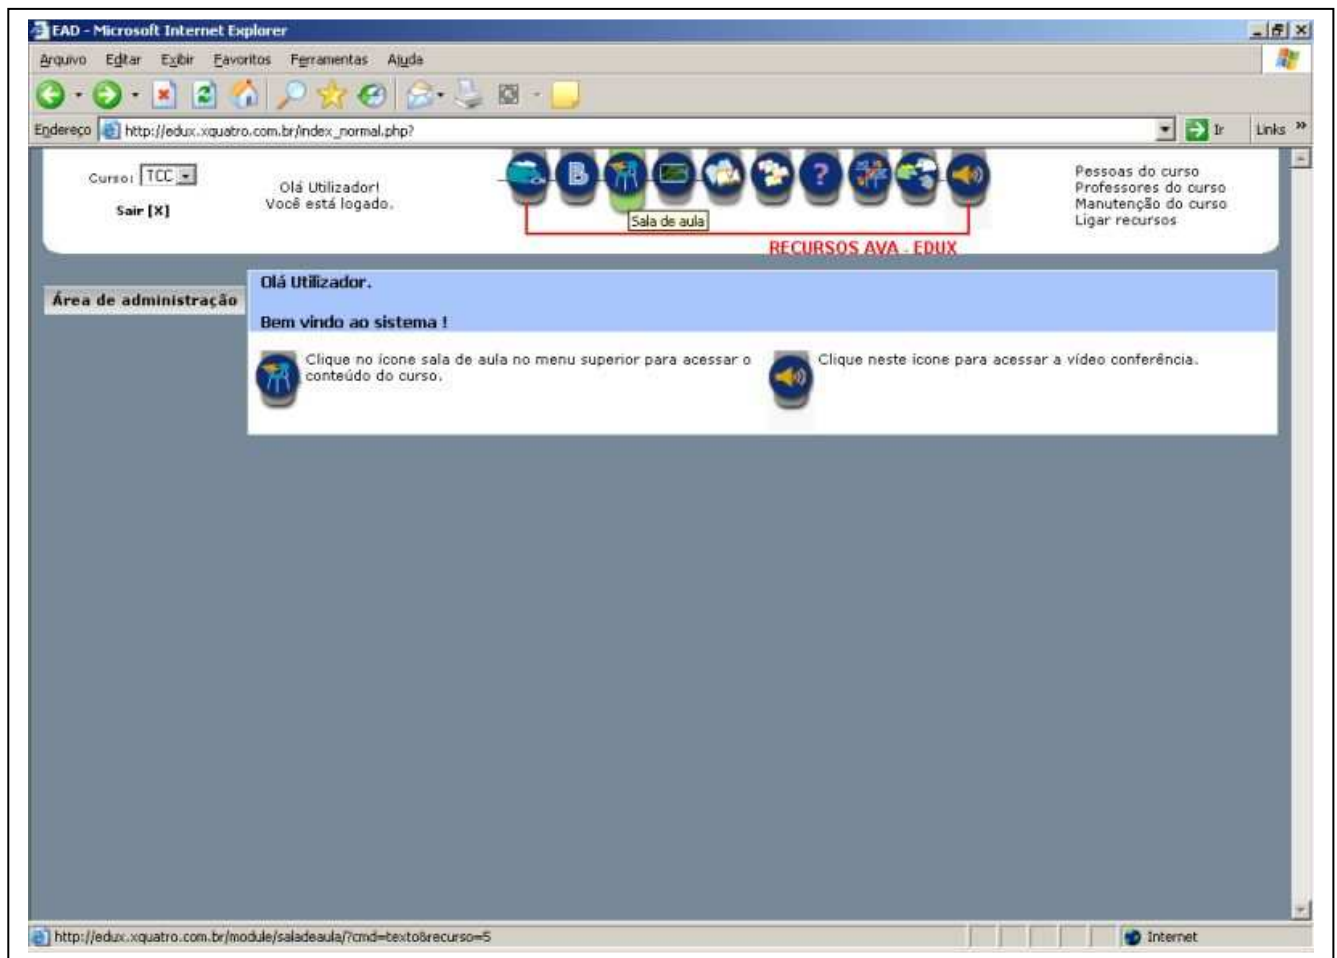 EAD - Microsoft Internet Explorer
Arquivo Editar Exibir Favoritos Ferramentas Ajuda
Endereço http://edux.xquatro.com.br/index_normal.php? Ir Links »
Curso: TCC
Sair [X]
Olá Utilizador!
Você está logado.
Sala de aula
RECURSOS AVA - EDUX
Pessoas do curso
Professores do curso
Manutenção do curso
Ligar recursos
Área de administração
Olá Utilizador.
Bem vindo ao sistema !
Clique no ícone sala de aula no menu superior para acessar o
conteúdo do curso.
Clique neste ícone para acessar a vídeo conferência.
http://edux.xquatro.com.br/module/saladeaula/?cmd=texto&recurso=5
Internet